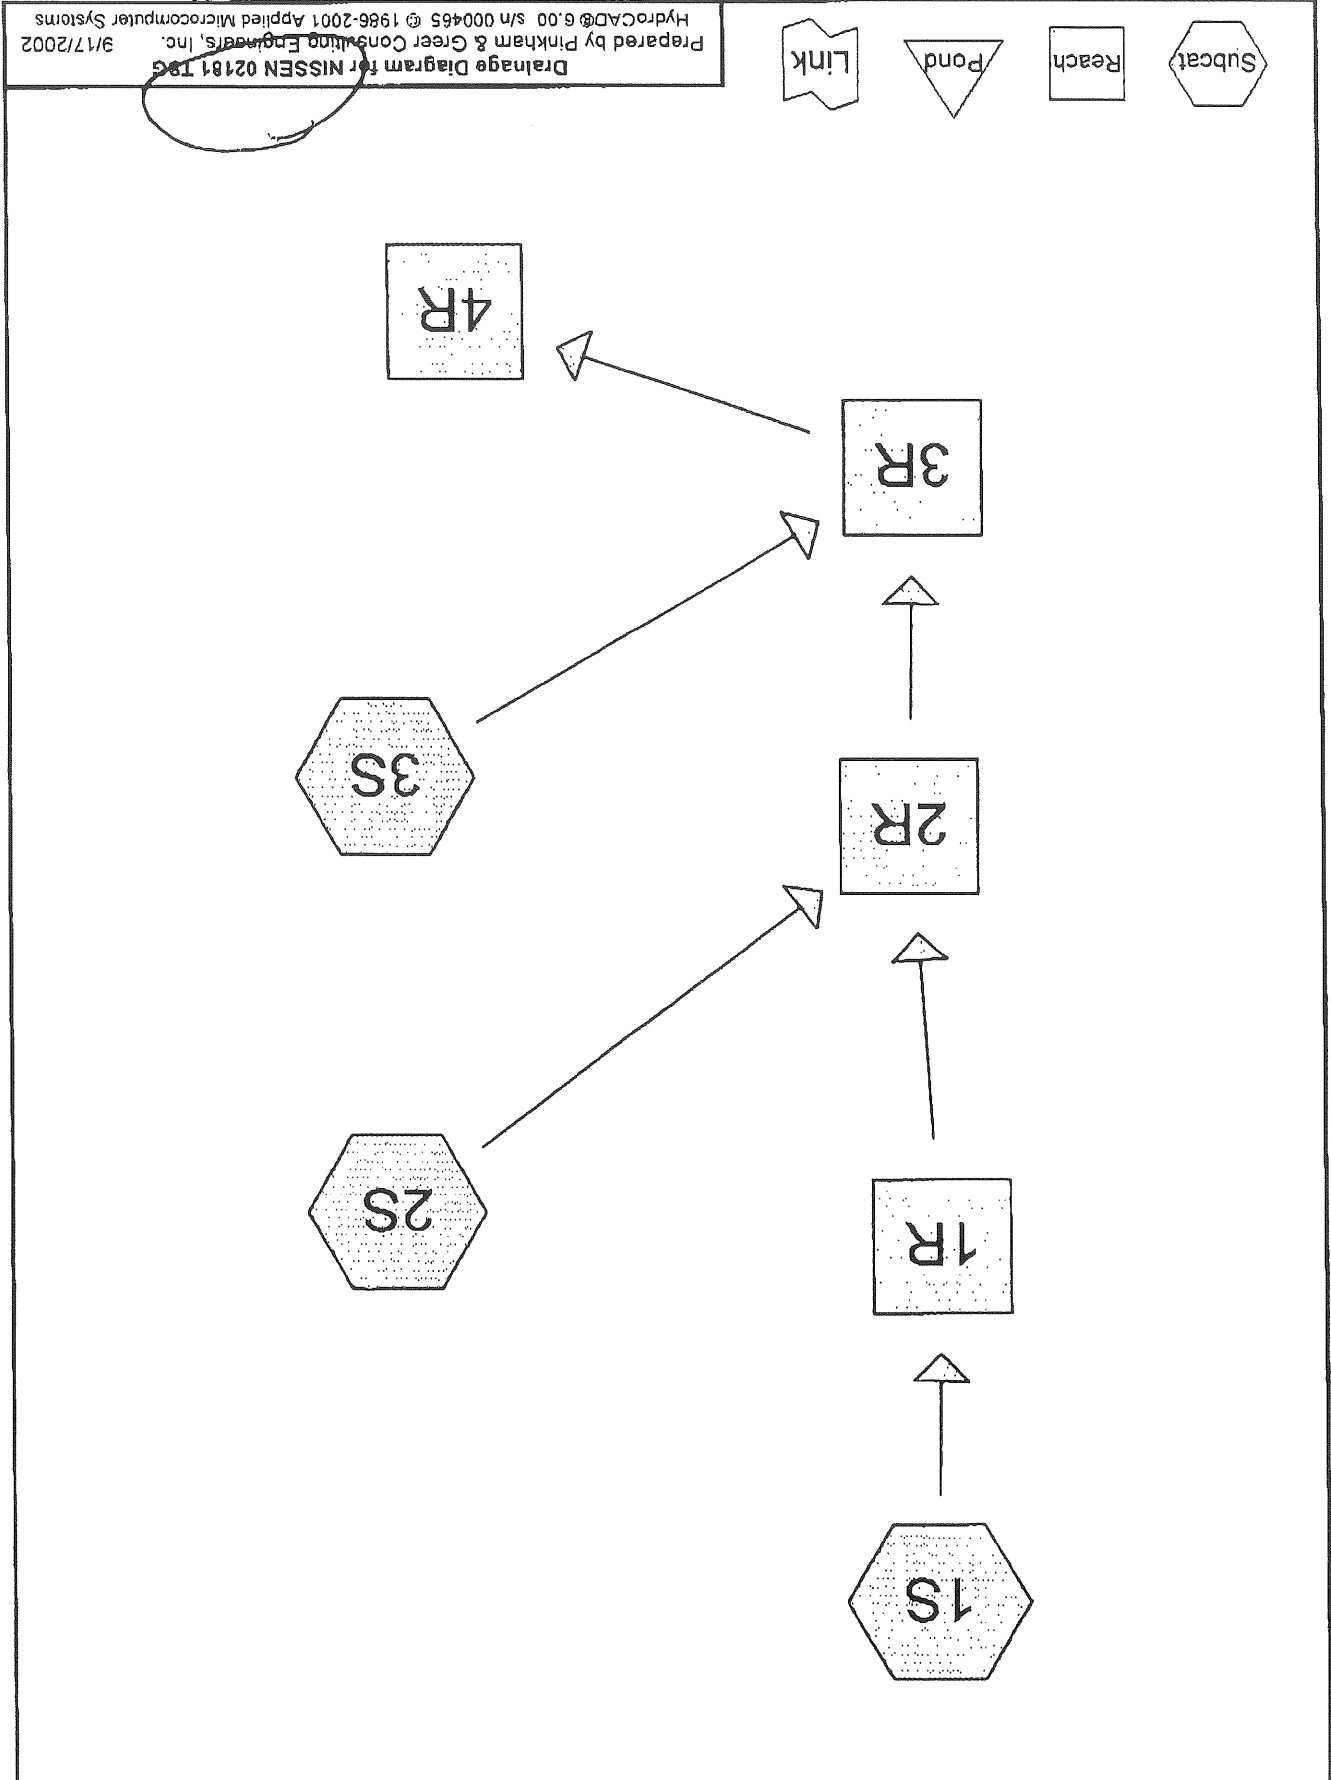 1S
1R
2S
2R
3S
3R
4R
Subcat
Reach
Pond
Link
Drainage Diagram for NISSEN 02181 TSG
Prepared by Pinkham & Greer Consulting Engineers, Inc. 9/17/2002
HydroCAD® 6.00 s/n 000465 © 1986-2001 Applied Microcomputer Systems